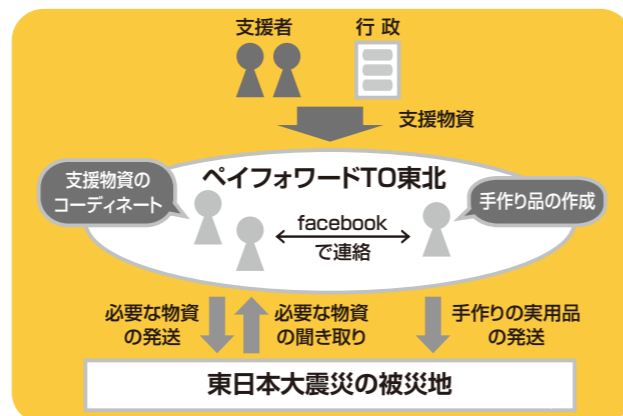 支援者
行 政
支援物資
ペイフォワードTO東北
支援物資の
コーディネート
手作り品の作成
facebook
で連絡
必要な物資
の発送
必要な物資
の聞き取り
手作りの実用品
の発送
東日本大震災の被災地